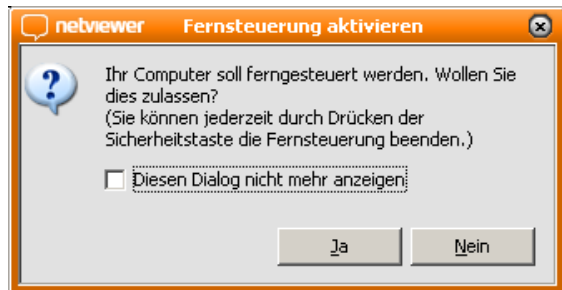 netviewer Fernsteuerung aktivieren
Ihr Computer soll ferngesteuert werden. Wollen Sie
dies zulassen?
(Sie können jederzeit durch Drücken der
Sicherheitstaste die Fernsteuerung beenden.)
Diesen Dialog nicht mehr anzeigen
Ja Nein